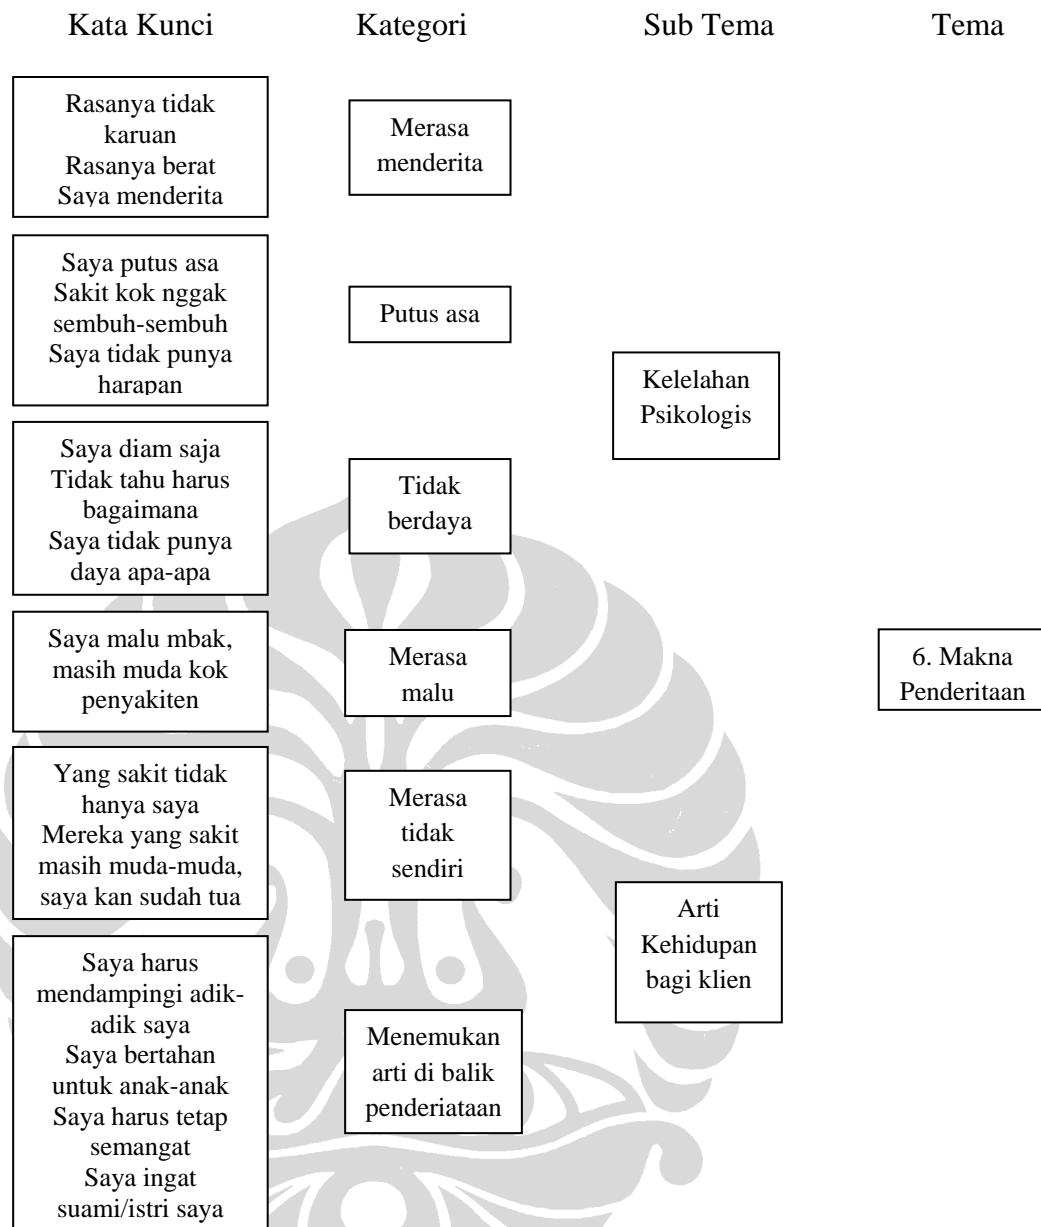 Kata Kunci
Kategori
Sub Tema
Tema
Rasanya tidak
karuan
Rasanya berat
Saya menderita
Merasa
menderita
Saya putus asa
Sakit kok nggak
sembuh-sembuh
Saya tidak punya
harapan
Putus asa
Kelelahan
Psikologis
Saya diam saja
Tidak tahu harus
bagaimana
Saya tidak punya
daya apa-apa
Tidak
berdaya
Saya malu mbak,
masih muda kok
penyakiten
Merasa
malu
6. Makna
Penderitaan
Yang sakit tidak
hanya saya
Mereka yang sakit
masih muda-muda,
saya kan sudah tua
Merasa
tidak
sendiri
Arti
Kehidupan
bagi klien
Saya harus
mendampingi adik-
adik saya
Saya bertahan
untuk anak-anak
Saya harus tetap
semangat
Saya ingat
suami/istri saya
Menemukan
arti di balik
penderiataan